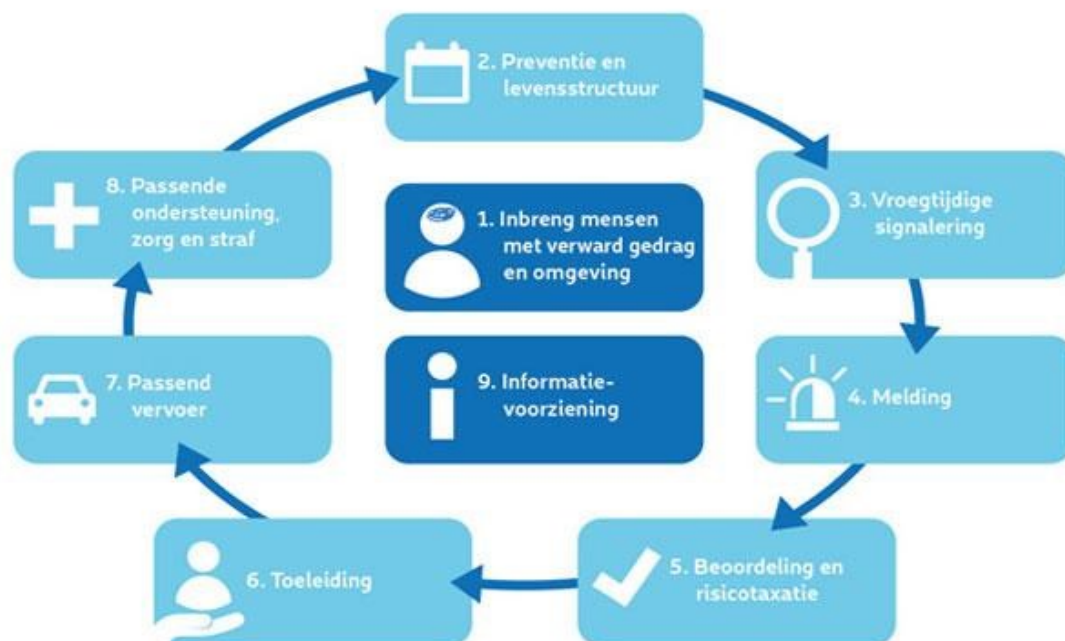 2. Preventie en
levensstructuur
8. Passende
ondersteuning,
zorg en straf
1. Inbreng mensen
met verward gedrag
en omgeving
3. Vroegtijdige
signalering
7. Passend
vervoer
9. Informatie-
voorziening
4. Melding
6. Toeleiding
5. Beoordeling en
risicotaxatie